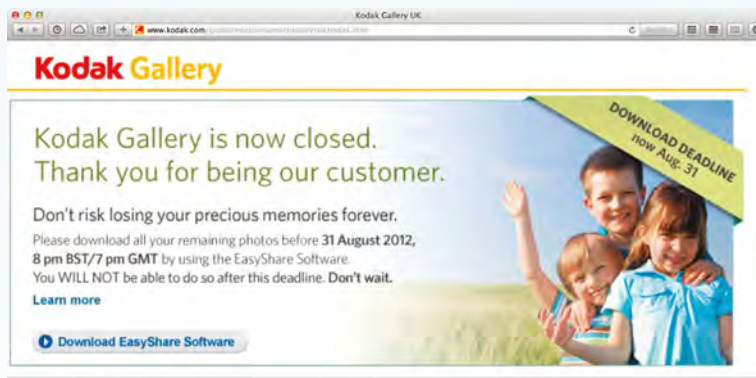 Kodak Gallery UK
www.kodak.com
Kodak Gallery
DOWNLOAD DEADLINE
now Aug. 31
Kodak Gallery is now closed.
Thank you for being our customer.
Don't risk losing your precious memories forever.
Please download all your remaining photos before 31 August 2012,
8 pm BST/7 pm GMT by using the EasyShare Software.
You WILL NOT be able to do so after this deadline. Don't wait.
Learn more
Download EasyShare Software